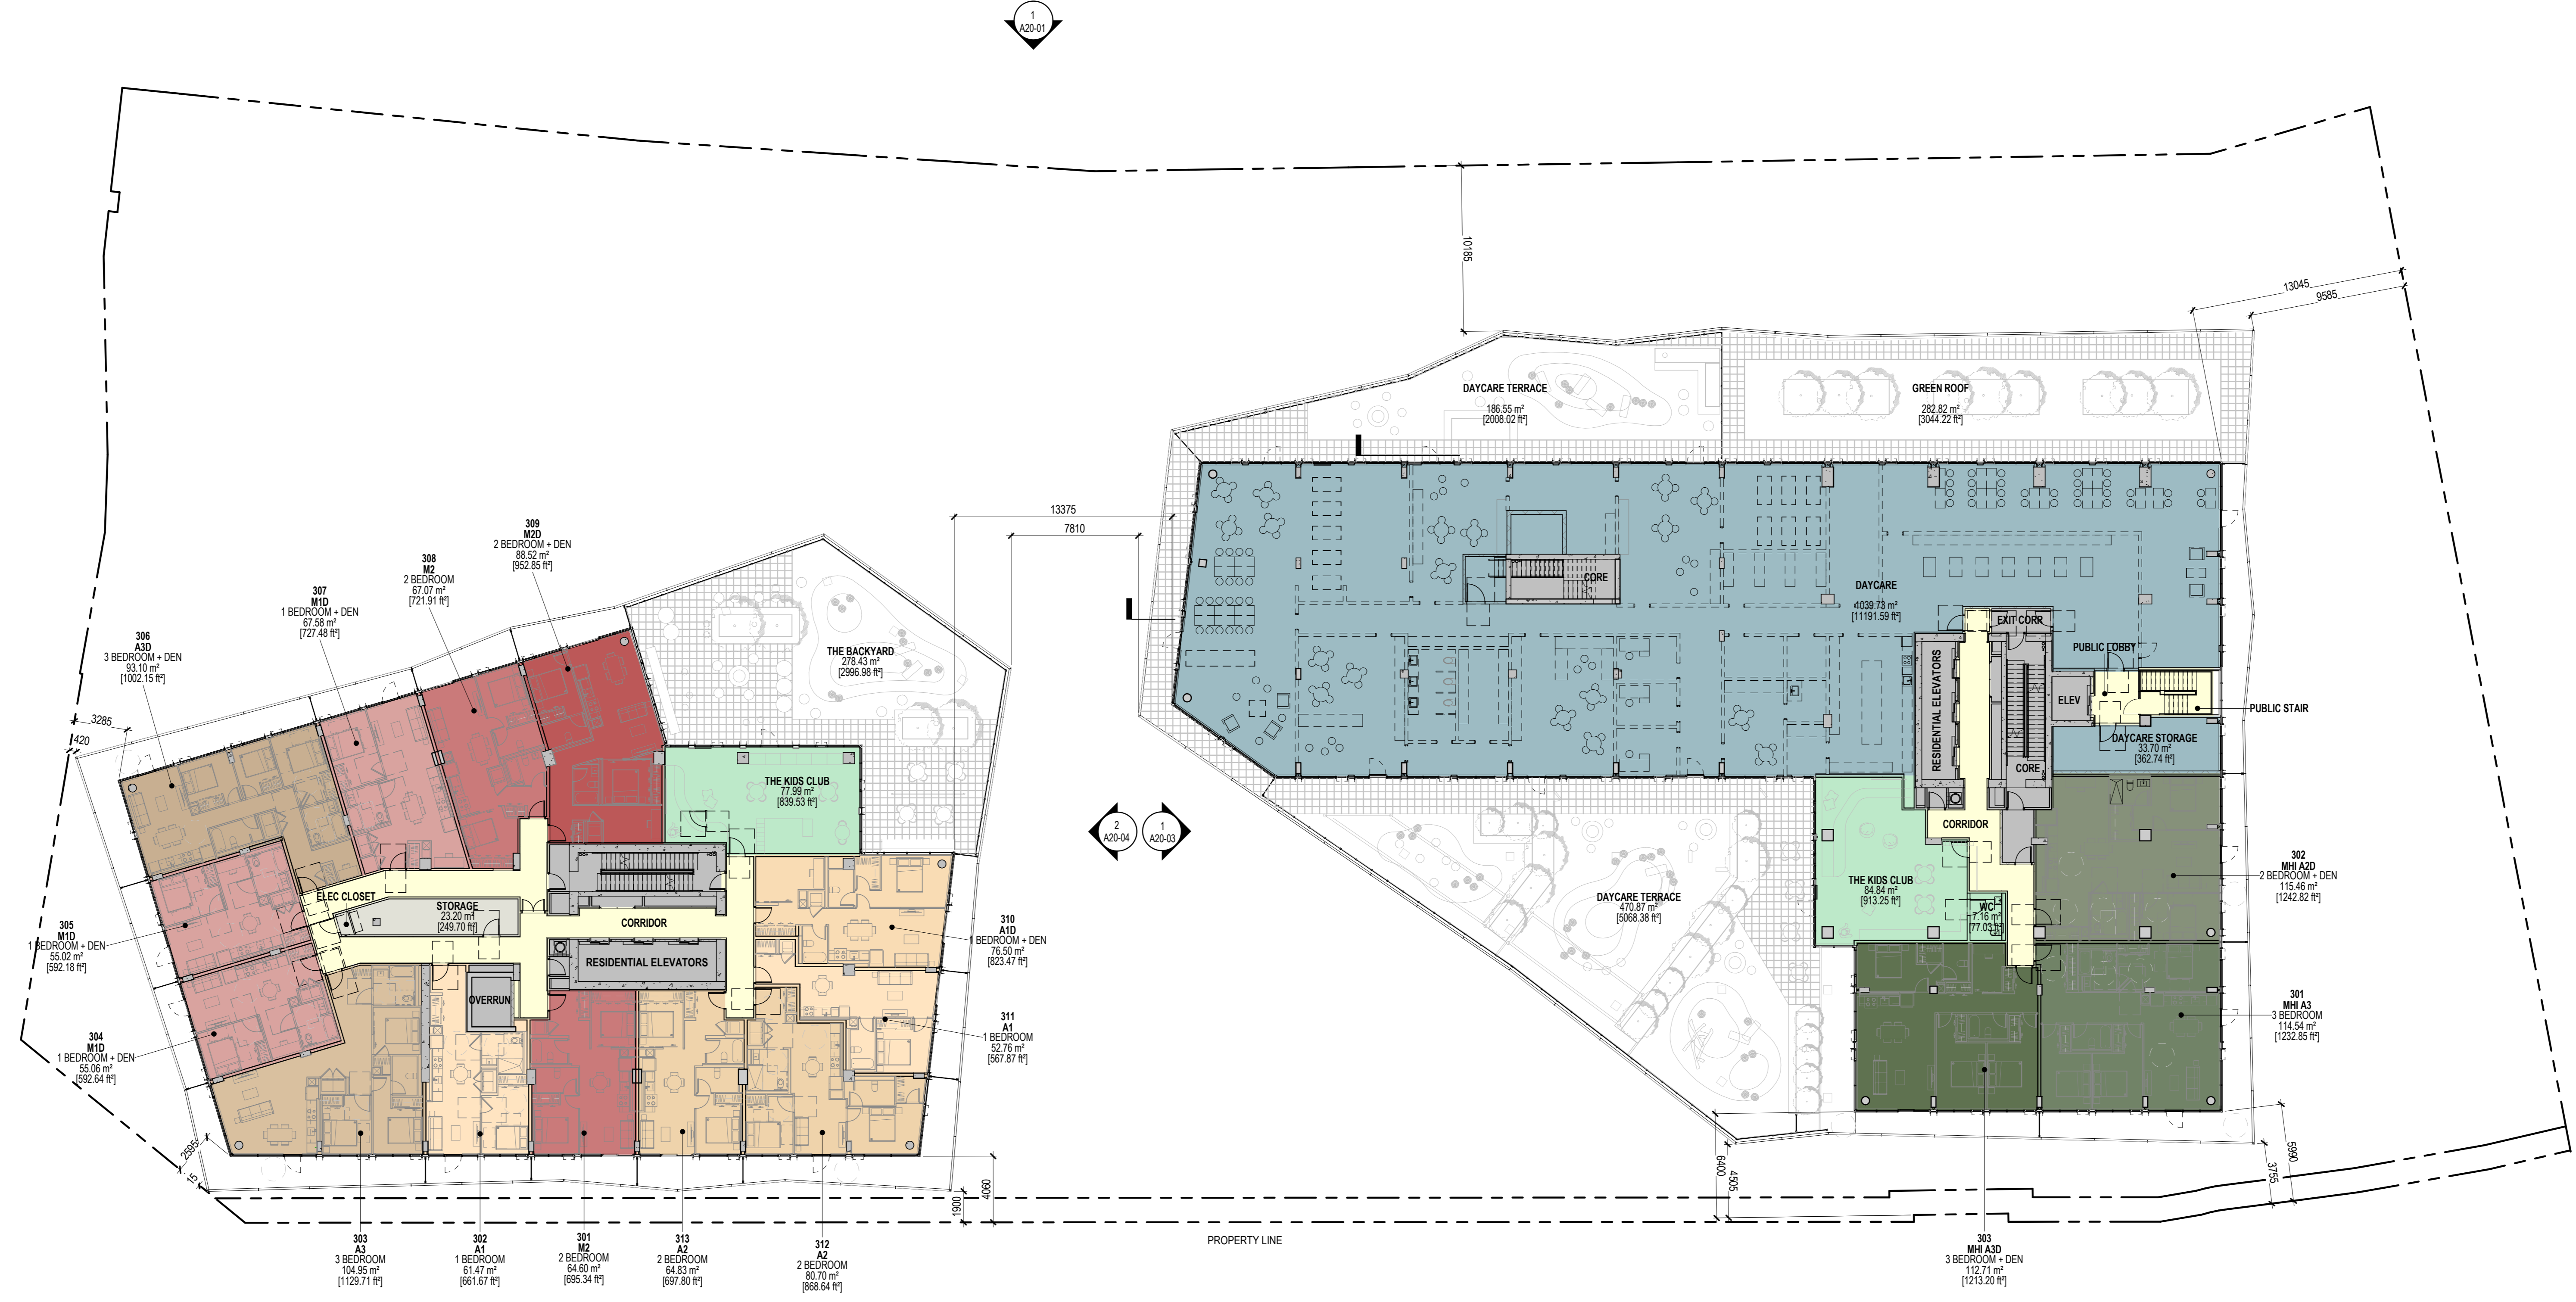 1
A20-01
10185
13045
9585
DAYCARE TERRACE
186.55 m²
[2008.02 ft²]
GREEN ROOF
282.82 m²
[3044.22 ft²]
13375
7810
309
M2D
2 BEDROOM + DEN
88.52 m²
[952.85 ft²]
308
M2
2 BEDROOM
67.07 m²
[721.91 ft²]
307
M1D
1 BEDROOM + DEN
67.58 m²
[727.48 ft²]
306
A3D
3 BEDROOM + DEN
93.10 m²
[1002.15 ft²]
3285
420
THE BACKYARD
278.43 m²
[2996.98 ft²]
CORE
DAYCARE
1039.73 m²
[11191.59 ft²]
EXIT CORR
PUBLIC LOBBY
RESIDENTIAL ELEVATORS
ELEV
PUBLIC STAIR
DAYCARE STORAGE
33.70 m²
[362.74 ft²]
CORE
THE KIDS CLUB
77.99 m²
[839.53 ft²]
2
A20-04
1
A20-03
CORRIDOR
THE KIDS CLUB
84.84 m²
[913.25 ft²]
WC
7.16 m²
77.03 ft²
302
MHI A2D
2 BEDROOM + DEN
115.46 m²
[1242.82 ft²]
DAYCARE TERRACE
470.87 m²
[5068.38 ft²]
ELEC CLOSET
STORAGE
23.20 m²
[249.70 ft²]
CORRIDOR
RESIDENTIAL ELEVATORS
OVERRUN
305
M1D
1 BEDROOM + DEN
55.02 m²
[592.18 ft²]
310
A1D
1 BEDROOM + DEN
76.50 m²
[823.47 ft²]
304
M1D
1 BEDROOM + DEN
55.06 m²
[592.64 ft²]
311
A1
1 BEDROOM
52.76 m²
[567.87 ft²]
301
MHI A3
3 BEDROOM
114.54 m²
[1232.85 ft²]
2595
15
1900
4060
6400
4505
3755
5990
PROPERTY LINE
303
A3
3 BEDROOM
104.95 m²
[1129.71 ft²]
302
A1
1 BEDROOM
61.47 m²
[661.67 ft²]
301
M2
2 BEDROOM
64.60 m²
[695.34 ft²]
313
A2
2 BEDROOM
64.83 m²
[697.80 ft²]
312
A2
2 BEDROOM
80.70 m²
[868.64 ft²]
303
MHI A3D
3 BEDROOM + DEN
112.71 m²
[1213.20 ft²]